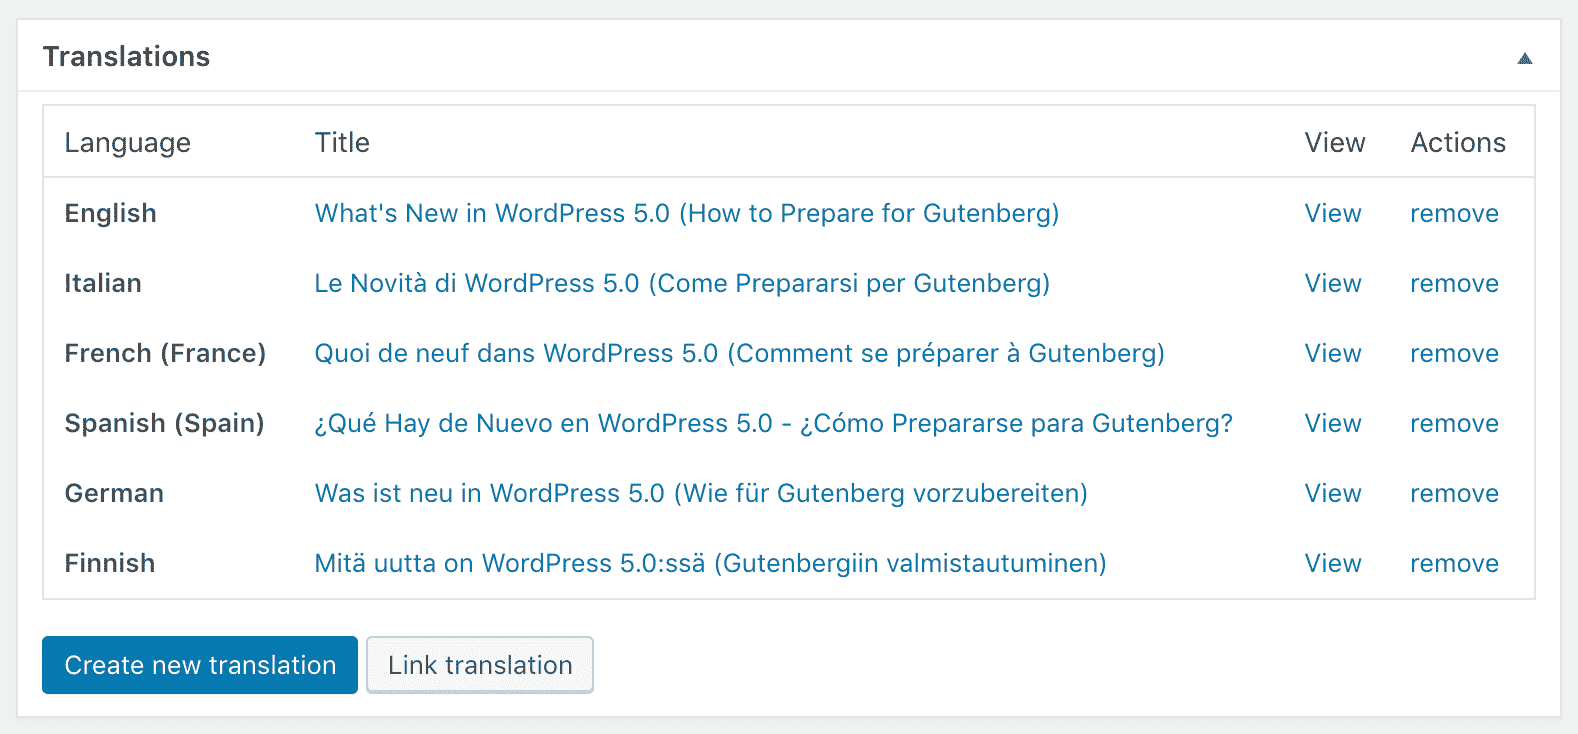 Translations
Language Title View Actions
English What's New in WordPress 5.0 (How to Prepare for Gutenberg) View remove
Italian Le Novità di WordPress 5.0 (Come Prepararsi per Gutenberg) View remove
French (France) Quoi de neuf dans WordPress 5.0 (Comment se préparer à Gutenberg) View remove
Spanish (Spain) ¿Qué Hay de Nuevo en WordPress 5.0 - ¿Cómo Prepararse para Gutenberg? View remove
German Was ist neu in WordPress 5.0 (Wie für Gutenberg vorzubereiten) View remove
Finnish Mitä uutta on WordPress 5.0:ssä (Gutenbergiin valmistautuminen) View remove
Create new translation Link translation